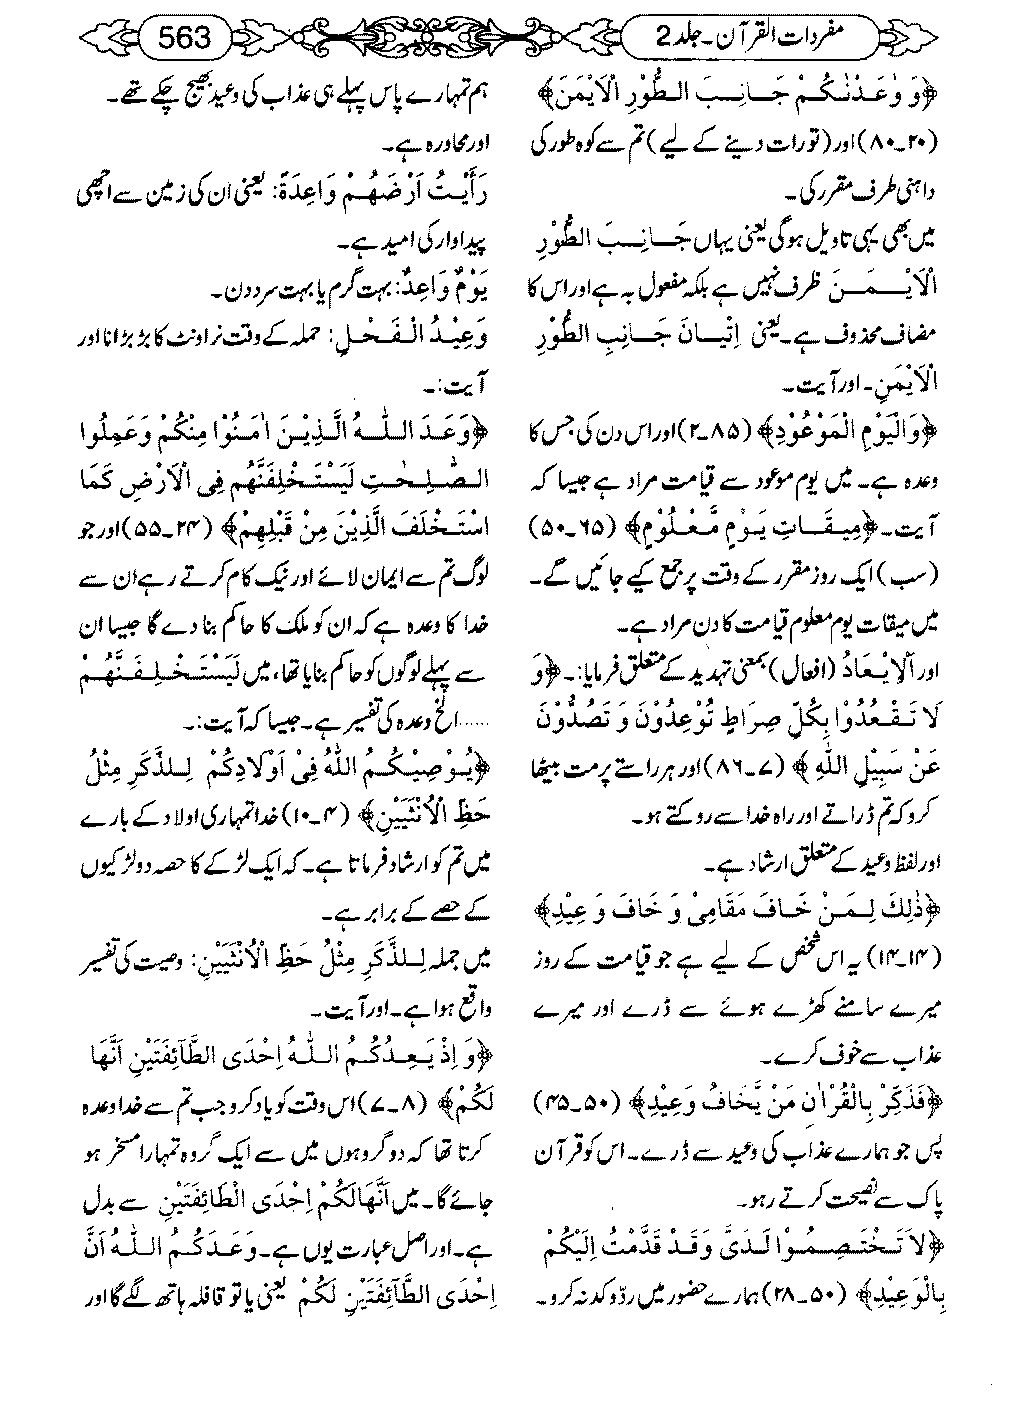 مفردات القرآن۔ جلد 2
563
﴿وَ وٰعَدْنٰكُمْ جَانِبَ الطُّوْرِ الْاَيْمَنَ﴾
(۲۰۔۸۰) اور (تورات دینے کے لیے) تم سے کوہ طور کی
داہنی طرف مقرر کی۔
میں بھی یہی تاویل ہوگی یعنی یہاں جَانِبَ الطُّوْرِ
الْاَيْمَنَ ظرف نہیں ہے بلکہ مفعول بہ ہے اور اس کا
مضاف محذوف ہے۔ یعنی اِتْيَانَ جَانِبِ الطُّوْرِ
الْاَيْمَنِ۔ اور آیت۔
﴿وَالْيَوْمِ الْمَوْعُوْدِ﴾ (۸۵۔۲) اور اس دن کی جس کا
وعدہ ہے۔ میں یوم موعود سے قیامت مراد ہے جیسا کہ
آیت۔ ﴿مِيقَاتِ يَوْمٍ مَّعْلُوْمٍ﴾ (۶۵۔۵۰)
(سب) ایک روز مقرر کے وقت پر جمع کیے جائیں گے۔
میں میقات یوم معلوم قیامت کا دن مراد ہے۔
اور اَلْاِيْعَادُ (افعال) بمعنی تہدید کے متعلق فرمایا:۔ ﴿وَ
لَا تَقْعُدُوْا بِكُلِّ صِرَاطٍ تُوْعِدُوْنَ وَ تَصُدُّوْنَ
عَنْ سَبِيْلِ اللّٰهِ﴾ (۷۔۸۶) اور ہر راستے پر مت بیٹھا
کرو کہ تم ڈراتے اور راہ خدا سے روکتے ہو۔
اور لفظ وعید کے متعلق ارشاد ہے۔
﴿ذٰلِكَ لِمَنْ خَافَ مَقَامِيْ وَ خَافَ وَعِيْدِ﴾
(۱۴۔۱۴) یہ اس شخص کے لیے ہے جو قیامت کے روز
میرے سامنے کھڑے ہونے سے ڈرے اور میرے
عذاب سے خوف کرے۔
﴿فَذَكِّرْ بِالْقُرْاٰنِ مَنْ يَّخَافُ وَعِيْدِ﴾ (۵۰۔۴۵)
پس جو ہمارے عذاب کی وعید سے ڈرے۔ اس کو قرآن
پاک سے نصیحت کرتے رہو۔
﴿لَا تَخْتَصِمُوْا لَدَيَّ وَقَدْ قَدَّمْتُ اِلَيْكُمْ
بِالْوَعِيْدِ﴾ (۵۰۔۲۸) ہمارے حضور میں ردّ و کد نہ کرو۔
ہم تمہارے پاس پہلے ہی عذاب کی وعید بھیج چکے تھے۔
اور محاورہ ہے۔
رَأَيْتُ اَرْضَهُمْ وَاعِدَةً: یعنی ان کی زمین سے اچھی
پیداوار کی امید ہے۔
يَوْمٌ وَاعِدٌ: بہت گرم یا بہت سرد دن۔
وَعِيْدُ الْفَحْلِ: حملہ کے وقت نر اونٹ کا بڑبڑانا اور
آیت:۔
﴿وَعَدَ اللّٰهُ الَّذِيْنَ اٰمَنُوْا مِنْكُمْ وَعَمِلُوا
الصّٰلِحٰتِ لَيَسْتَخْلِفَنَّهُم فِى الْاَرْضِ كَمَا
اسْتَخْلَفَ الَّذِيْنَ مِنْ قَبْلِهِمْ﴾ (۲۴۔۵۵) اور جو
لوگ تم سے ایمان لائے اور نیک کام کرتے رہے ان سے
خدا کا وعدہ ہے کہ ان کو ملک کا حاکم بنا دے گا جیسا ان
سے پہلے لوگوں کو حاکم بنایا تھا، میں لَيَسْتَخْلِفَنَّهُمْ
......الخ وعدہ کی تفسیر ہے۔ جیسا کہ آیت:۔
﴿يُوْصِيْكُمُ اللّٰهُ فِىْ اَوْلَادِكُمْ لِلذَّكَرِ مِثْلُ
حَظِّ الْاُنْثَيَيْنِ﴾ (۴۔۱۰) خدا تمہاری اولاد کے بارے
میں تم کو ارشاد فرماتا ہے۔ کہ ایک لڑکے کا حصہ دو لڑکیوں
کے حصے کے برابر ہے۔
میں جملہ لِلذَّكَرِ مِثْلُ حَظِّ الْاُنْثَيَيْنِ: وصیت کی تفسیر
واقع ہوا ہے۔ اور آیت۔
﴿وَ اِذْ يَعِدُكُمُ اللّٰهُ اِحْدَى الطَّآئِفَتَيْنِ اَنَّهَا
لَكُمْ﴾ (۸۔۷) اس وقت کو یاد کرو جب تم سے خدا وعدہ
کرتا تھا کہ دو گروہوں میں سے ایک گروہ تمہارا مسخر ہو
جائے گا۔ میں اَنَّهَا لَكُمْ اِحْدَى الْطَائِفَتَيْنِ سے بدل
ہے۔ اور اصل عبارت یوں ہے۔ وَعَدَكُمُ اللّٰهُ اَنَّ
اِحْدَى الطَّآئِفَتَيْنِ لَكُمْ یعنی یا تو قافلہ ہاتھ لگے گا اور